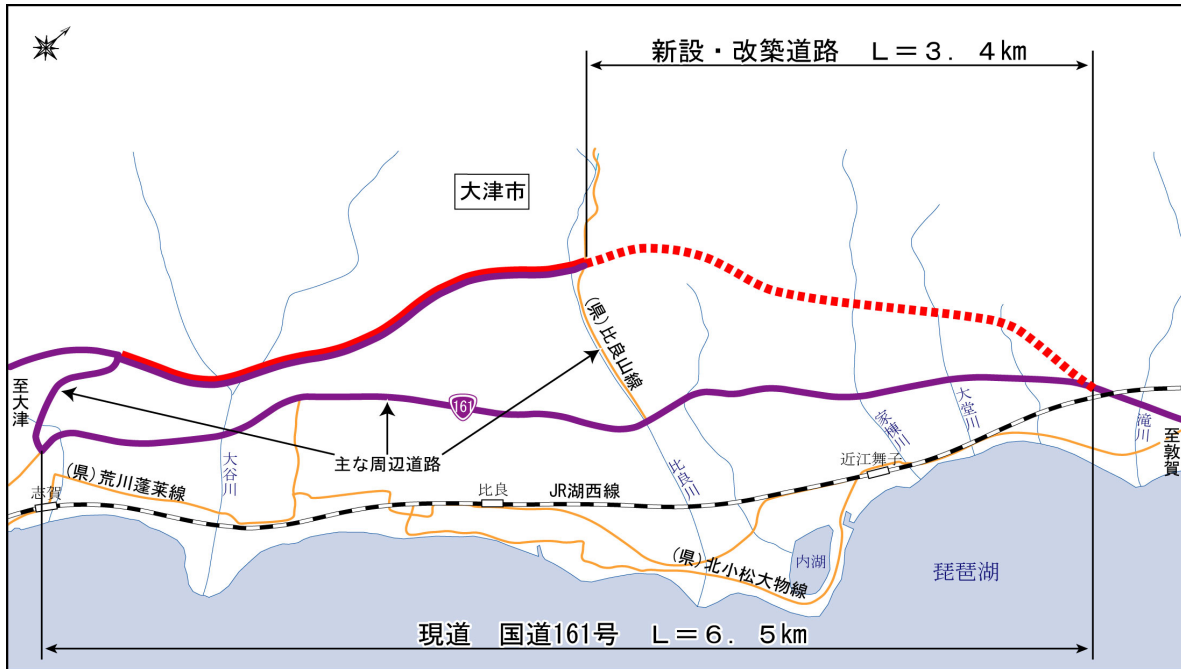 新設・改築道路 L=3.4km
大津市
(県)比良山線
至大津
161
主な周辺道路
大谷川
(県)荒川蓬莱線
志賀
比良
JR湖西線
比良川
家棟川
大堂川
滝川
至敦賀
近江舞子
内湖
(県)北小松大物線
琵琶湖
現道 国道161号 L=6.5km